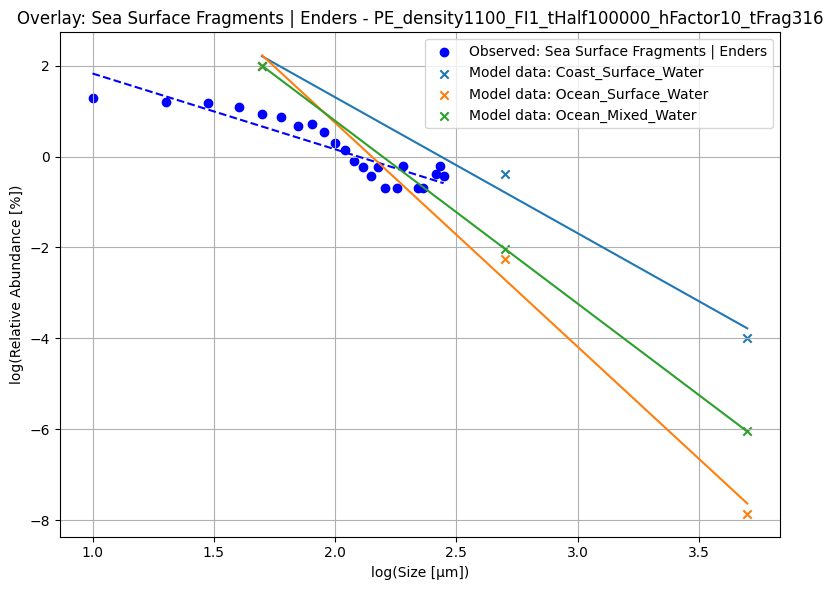 Overlay: Sea Surface Fragments | Enders - PE_density1100_FI1_tHalf100000_hFactor10_tFrag316
Observed: Sea Surface Fragments | Enders
Model data: Coast_Surface_Water
Model data: Ocean_Surface_Water
Model data: Ocean_Mixed_Water
log(Relative Abundance [%])
2
0
−2
−4
−6
−8
1.0 1.5 2.0 2.5 3.0 3.5
log(Size [µm])